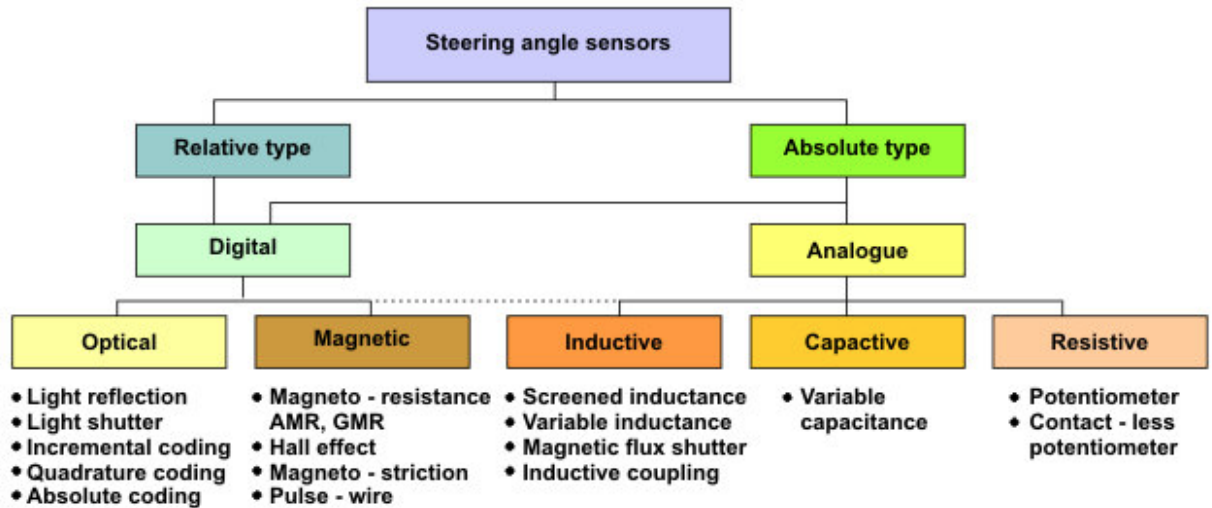 Steering angle sensors
Relative type
Absolute type
Digital
Analogue
Optical
Magnetic
Inductive
Capactive
Resistive
• Light reflection
• Light shutter
• Incremental coding
• Quadrature coding
• Absolute coding
• Magneto - resistance
AMR, GMR
• Hall effect
• Magneto - striction
• Pulse - wire
• Screened inductance
• Variable inductance
• Magnetic flux shutter
• Inductive coupling
• Variable
capacitance
• Potentiometer
• Contact - less
potentiometer